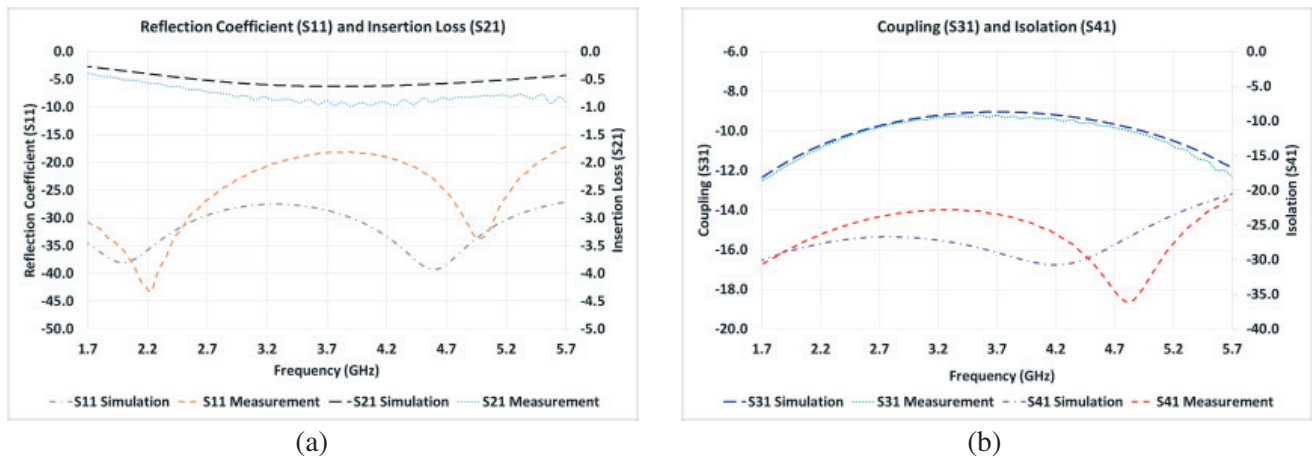 Reflection Coefficient (S11) and Insertion Loss (S21)
0.0
-5.0
-10.0
-15.0
-20.0
-25.0
-30.0
-35.0
-40.0
-45.0
-50.0
Reflection Coefficient (S11)
0.0
-0.5
-1.0
-1.5
-2.0
-2.5
-3.0
-3.5
-4.0
-4.5
-5.0
Insertion Loss (S21)
1.7 2.2 2.7 3.2 3.7 4.2 4.7 5.2 5.7
Frequency (GHz)
S11 Simulation S11 Measurement S21 Simulation S21 Measurement
(a)
Coupling (S31) and Isolation (S41)
-6.0
-8.0
-10.0
-12.0
-14.0
-16.0
-18.0
-20.0
Coupling (S31)
0.0
-5.0
-10.0
-15.0
-20.0
-25.0
-30.0
-35.0
-40.0
Isolation (S41)
1.7 2.2 2.7 3.2 3.7 4.2 4.7 5.2 5.7
Frequency (GHz)
S31 Simulation S31 Measurement S41 Simulation S41 Measurement
(b)